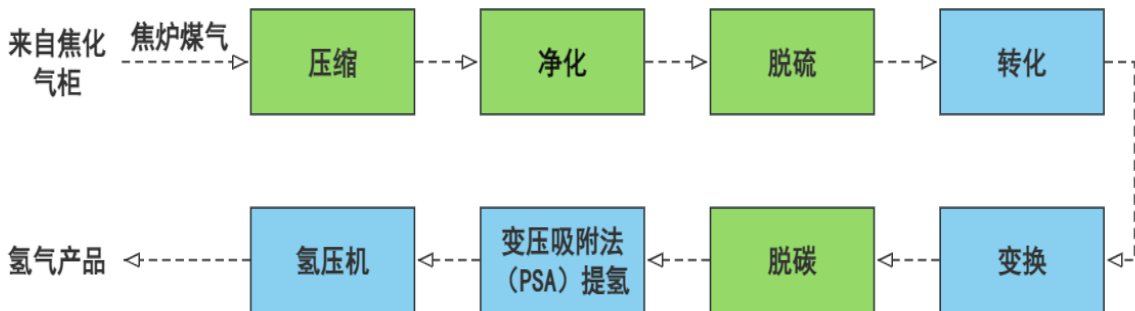 来自焦化
气柜
焦炉煤气
压缩
净化
脱硫
转化
氢气产品
氢压机
变压吸附法
（PSA）提氢
脱碳
变换